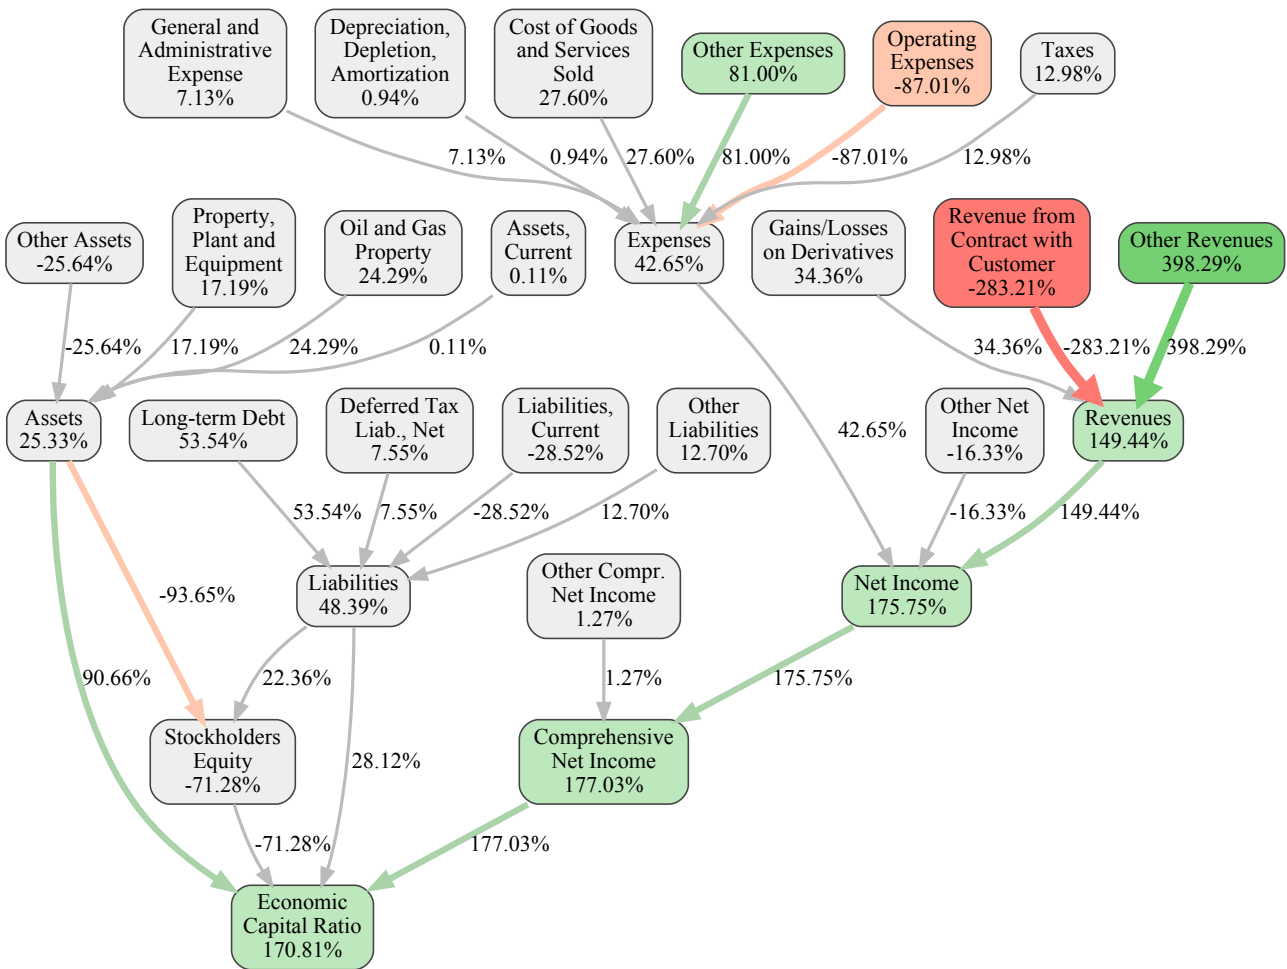 General and
Administrative
Expense
7.13%
Depreciation,
Depletion,
Amortization
0.94%
Cost of Goods
and Services
Sold
27.60%
Other Expenses
81.00%
Operating
Expenses
-87.01%
Taxes
12.98%
7.13%
0.94%
27.60%
81.00%
-87.01%
12.98%
Other Assets
-25.64%
Property,
Plant and
Equipment
17.19%
Oil and Gas
Property
24.29%
Assets,
Current
0.11%
Expenses
42.65%
Gains/Losses
on Derivatives
34.36%
Revenue from
Contract with
Customer
-283.21%
Other Revenues
398.29%
-25.64%
17.19%
24.29%
0.11%
34.36%
-283.21%
398.29%
Assets
25.33%
Long-term Debt
53.54%
Deferred Tax
Liab., Net
7.55%
Liabilities,
Current
-28.52%
Other
Liabilities
12.70%
42.65%
Other Net
Income
-16.33%
Revenues
149.44%
53.54%
7.55%
-28.52%
12.70%
-16.33%
149.44%
-93.65%
Liabilities
48.39%
Other Compr.
Net Income
1.27%
Net Income
175.75%
90.66%
22.36%
1.27%
175.75%
Stockholders
Equity
-71.28%
28.12%
Comprehensive
Net Income
177.03%
-71.28%
177.03%
Economic
Capital Ratio
170.81%